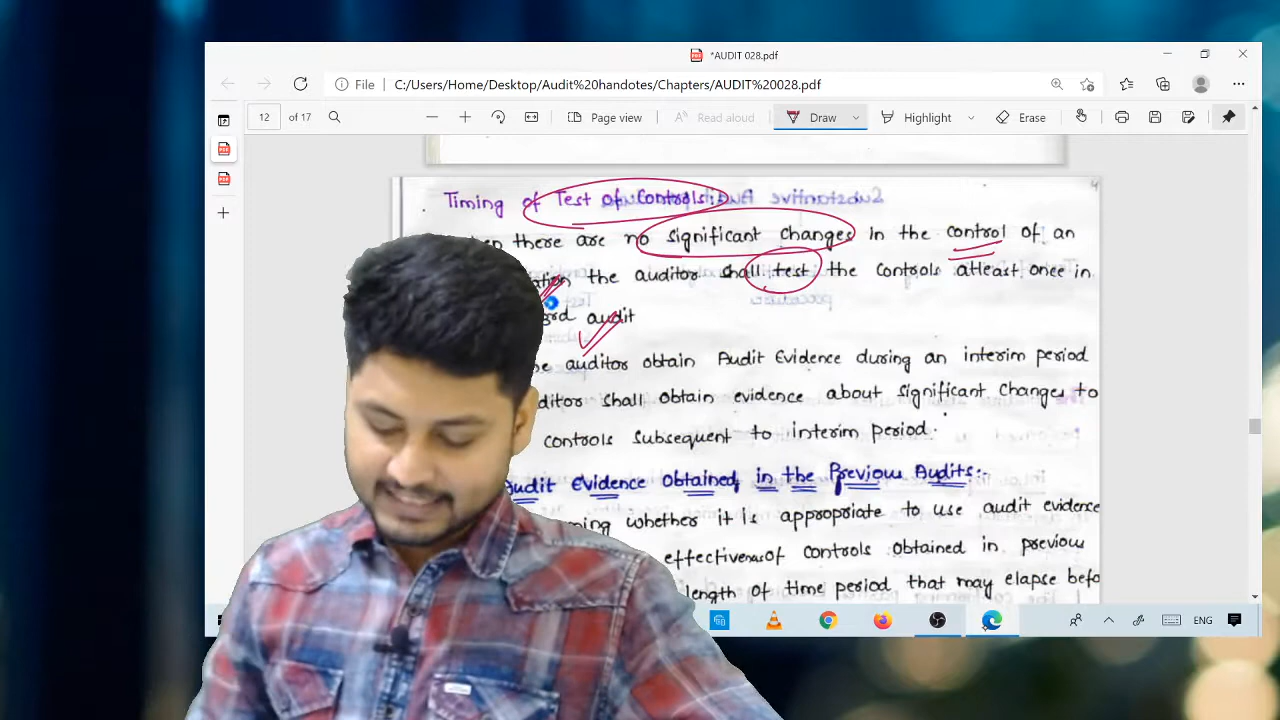 *AUDIT 028.pdf
File C:/Users/Home/Desktop/Audit%20handotes/Chapters/AUDIT%20028.pdf
12 of 17 Page view Read aloud Draw Highlight Erase
Timing of Test of Controls:
there are no Significant Changes in the control of an
the auditor shall test the controls atleast once in
3rd audit
auditor obtain Audit Evidence during an interim period
shall obtain evidence about Significant Changes to
controls Subsequent to interim period.
Audit Evidence Obtained in the Previous Audits:-
whether it is appropriate to use audit evidence
effectiveness of controls obtained in previous
length of time period that may elapse befo
ENG